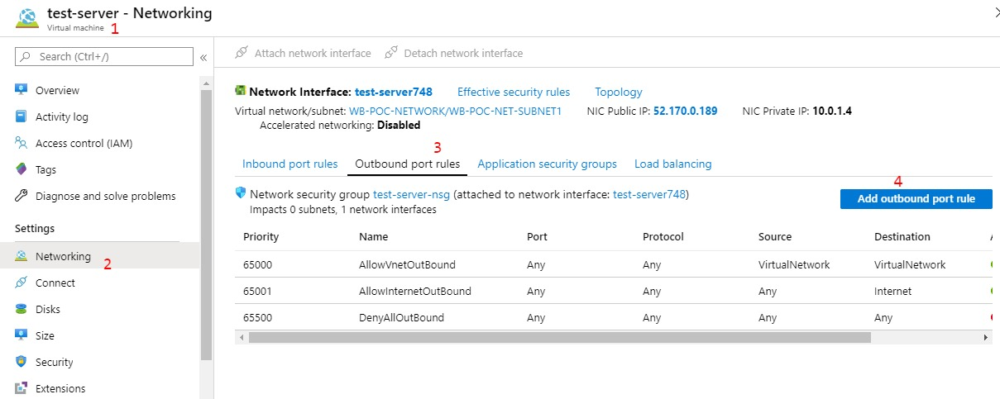 test-server - Networking
Virtual machine 1
Search (Ctrl+/) «
Overview
Activity log
Access control (IAM)
Tags
Diagnose and solve problems
Settings
Networking 2
Connect
Disks
Size
Security
Extensions
Attach network interface Detach network interface
Network Interface: test-server748 Effective security rules Topology
Virtual network/subnet: WB-POC-NETWORK/WB-POC-NET-SUBNET1 NIC Public IP: 52.170.0.189 NIC Private IP: 10.0.1.4
Accelerated networking: Disabled
3
Inbound port rules Outbound port rules Application security groups Load balancing
4
Network security group test-server-nsg (attached to network interface: test-server748)
Impacts 0 subnets, 1 network interfaces
Add outbound port rule
Priority Name Port Protocol Source Destination
65000 AllowVnetOutBound Any Any VirtualNetwork VirtualNetwork
65001 AllowInternetOutBound Any Any Any Internet
65500 DenyAllOutBound Any Any Any Any